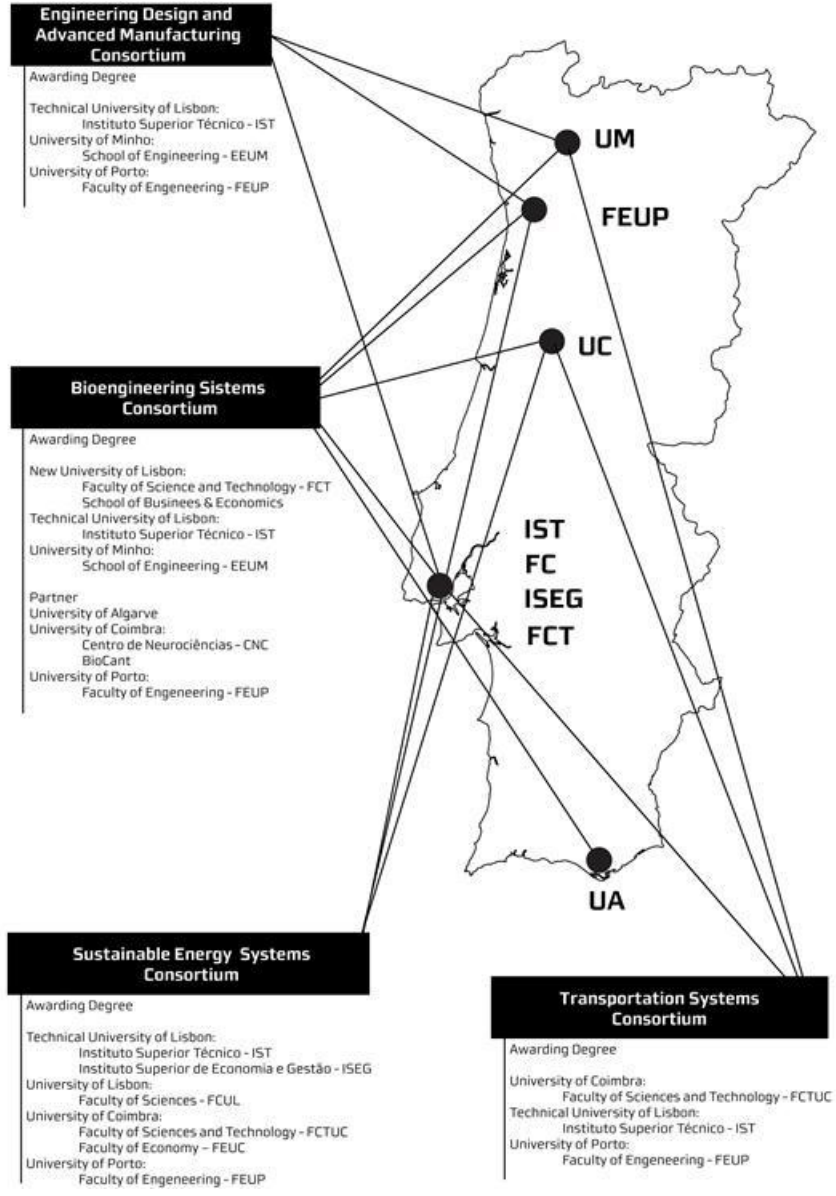 Engineering Design and
Advanced Manufacturing
Consortium
Awarding Degree
Technical University of Lisbon:
Instituto Superior Técnico - IST
University of Minho:
School of Engineering - EEUM
University of Porto:
Faculty of Engeneering - FEUP
UM
FEUP
UC
Bioengineering Sistems
Consortium
Awarding Degree
New University of Lisbon:
Faculty of Science and Technology - FCT
School of Businees & Economics
Technical University of Lisbon:
Instituto Superior Técnico - IST
University of Minho:
School of Engineering - EEUM
Partner
University of Algarve
University of Coimbra:
Centro de Neurociências - CNC
BioCant
University of Porto:
Faculty of Engeneering - FEUP
IST
FC
ISEG
FCT
UA
Sustainable Energy Systems
Consortium
Awarding Degree
Technical University of Lisbon:
Instituto Superior Técnico - IST
Instituto Superior de Economia e Gestão - ISEG
University of Lisbon:
Faculty of Sciences - FCUL
University of Coimbra:
Faculty of Sciences and Technology - FCTUC
Faculty of Economy - FEUC
University of Porto:
Faculty of Engineering - FEUP
Transportation Systems
Consortium
Awarding Degree
University of Coimbra:
Faculty of Sciences and Technology - FCTUC
Technical University of Lisbon:
Instituto Superior Técnico - IST
University of Porto:
Faculty of Engeneering - FEUP